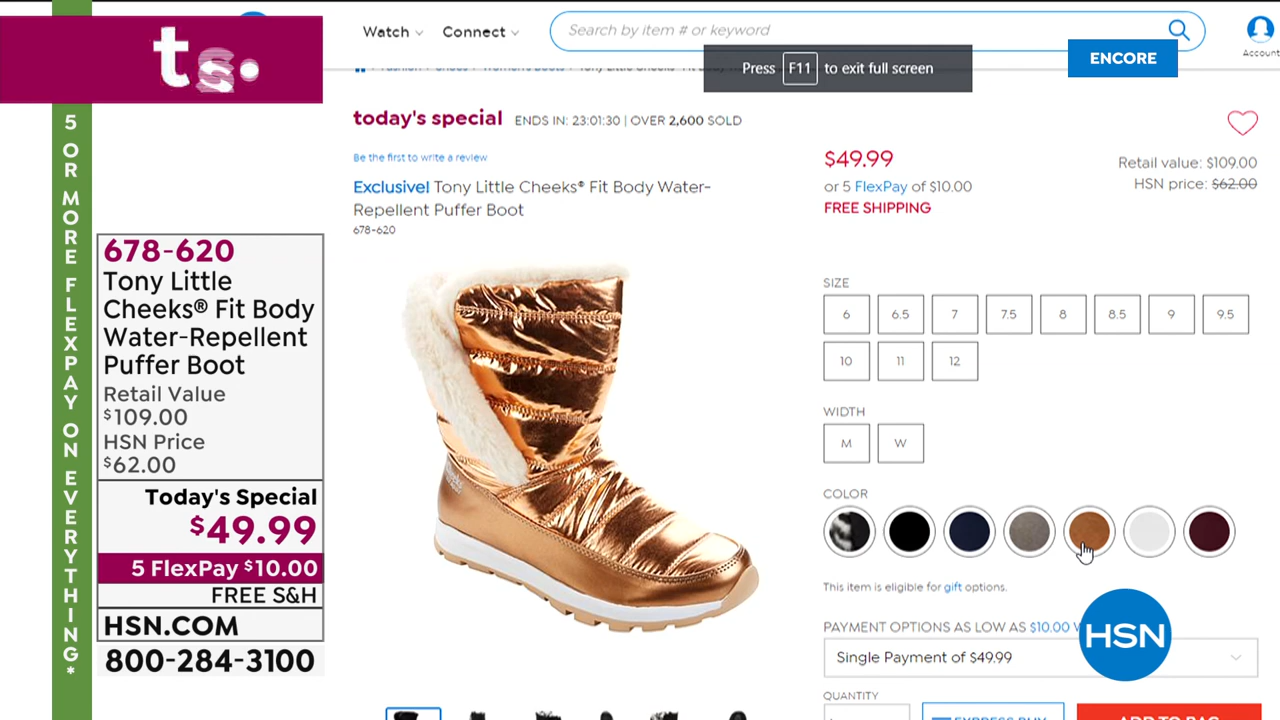 ts.
5 OR MORE FLEXPAY ON EVERYTHING*
678-620
Tony Little
Cheeks® Fit Body
Water-Repellent
Puffer Boot
Retail Value
$109.00
HSN Price
$62.00
Today's Special
$49.99
5 FlexPay $10.00
FREE S&H
HSN.COM
800-284-3100
Watch
Connect
Search by item # or keyword
Account
Press F11 to exit full screen
ENCORE
today's special ENDS IN: 23:01:30 | OVER 2,600 SOLD
Be the first to write a review
Exclusive! Tony Little Cheeks® Fit Body Water-
Repellent Puffer Boot
678-620
$49.99
or 5 FlexPay of $10.00
FREE SHIPPING
Retail value: $109.00
HSN price: $62.00
SIZE
6 6.5 7 7.5 8 8.5 9 9.5
10 11 12
WIDTH
M W
COLOR
This item is eligible for gift options.
PAYMENT OPTIONS AS LOW AS $10.00
HSN
Single Payment of $49.99
QUANTITY
EXPRESS BUY
ADD TO BAG